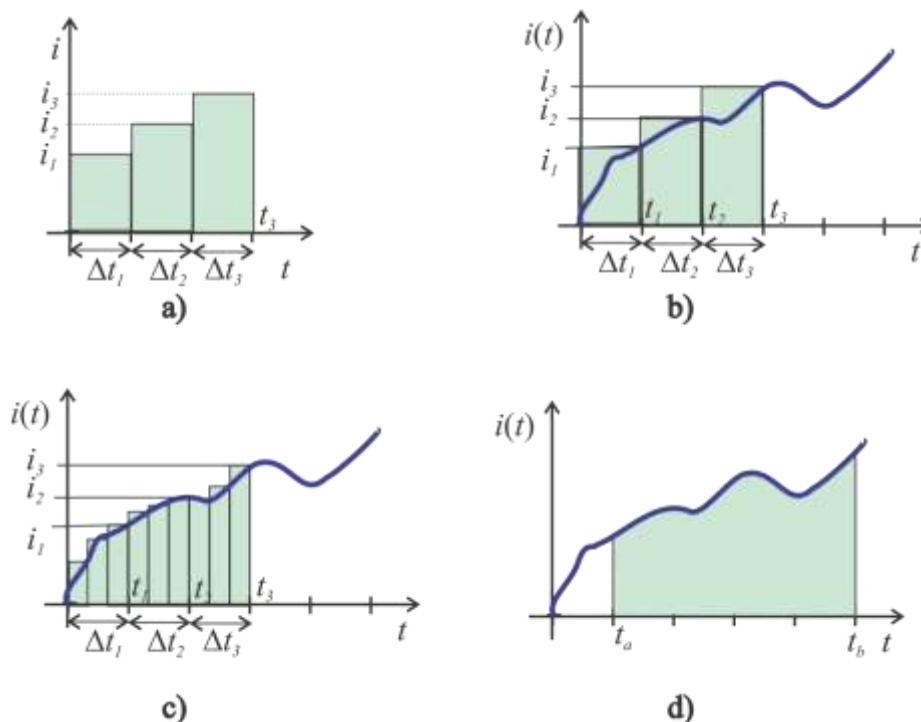 i
i₃
i₂
i₁
t₃
Δt₁ Δt₂ Δt₃ t
a)
i(t)
i₃
i₂
i₁
t₁ t₂ t₃
Δt₁ Δt₂ Δt₃ t
b)
i(t)
i₃
i₂
i₁
t₁ t₃
Δt₁ Δt₂ Δt₃ t
c)
i(t)
tₐ t_b t
d)